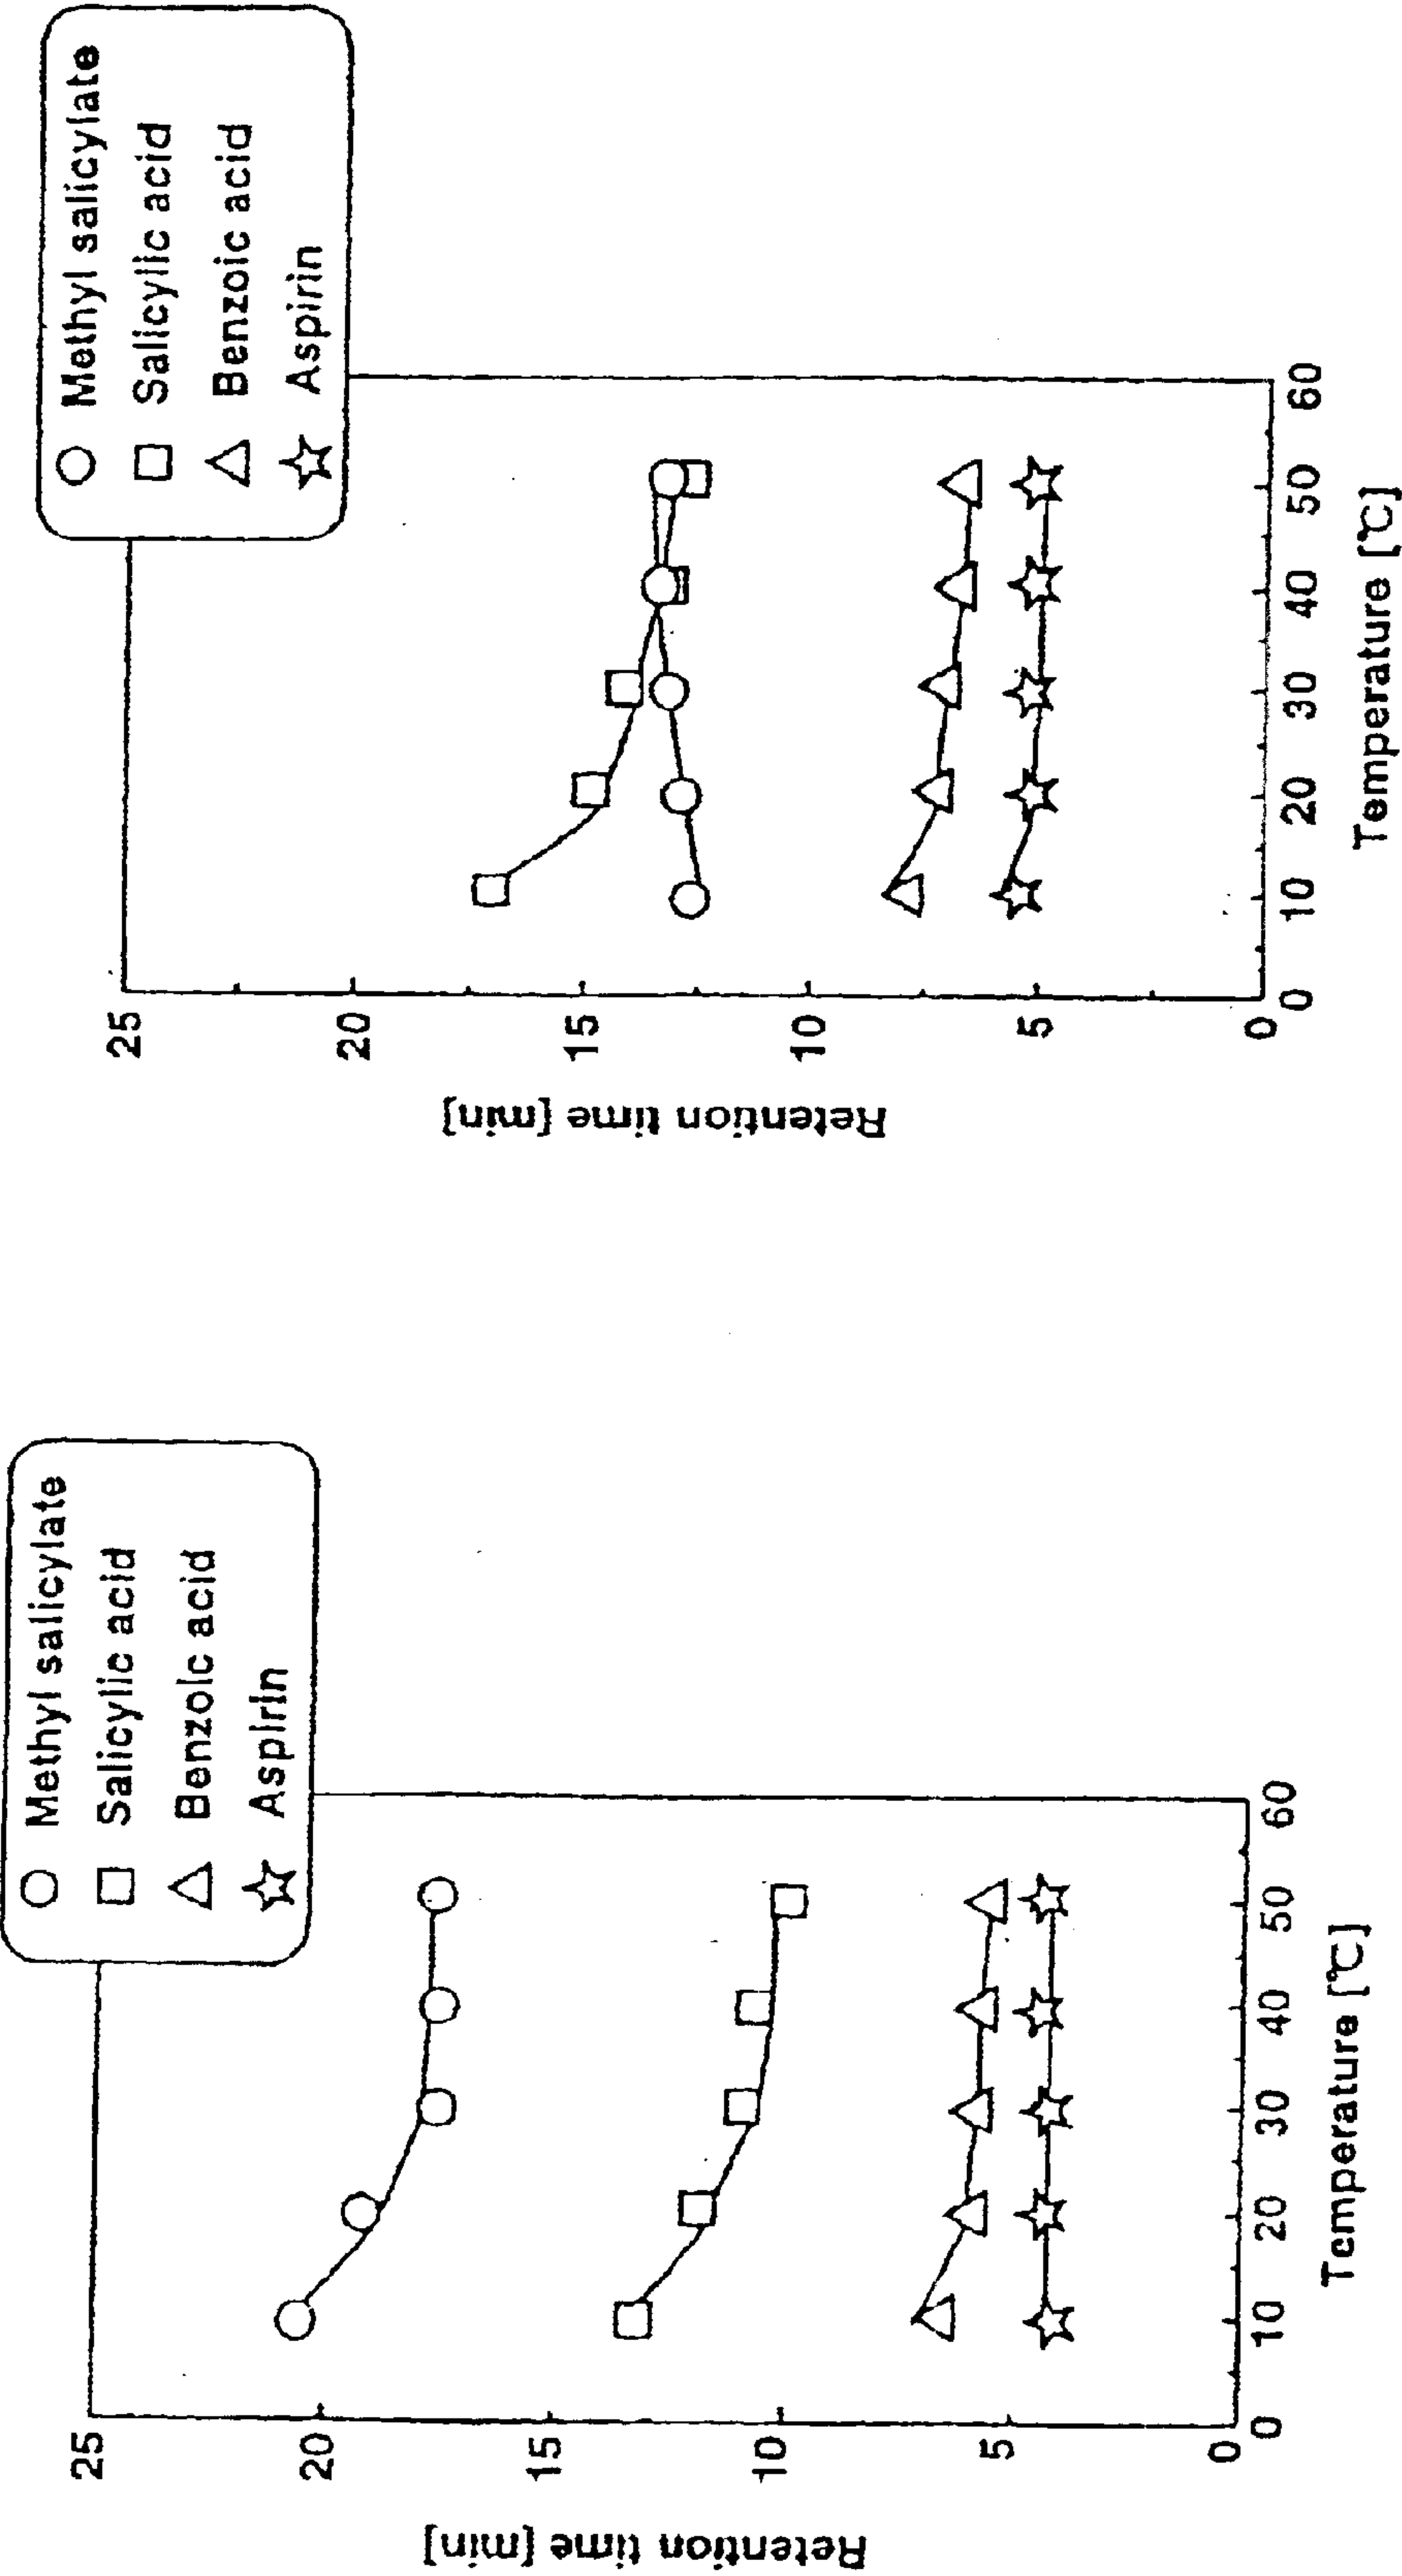 Methyl salicylate
Salicylic acid
Benzoic acid
Aspirin
25
20
15
10
5
0
Retention time [min]
0 10 20 30 40 50 60
Temperature [℃]
Methyl salicylate
Salicylic acid
Benzoic acid
Aspirin
25
20
15
10
5
0
Retention time [min]
0 10 20 30 40 50 60
Temperature [℃]